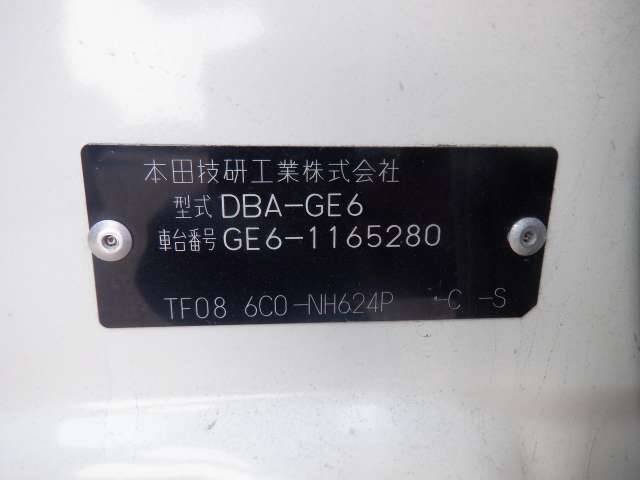 本田技研工業株式会社
型式 DBA-GE6
車台番号 GE6-1165280
TF08 6C0-NH624P -C -S